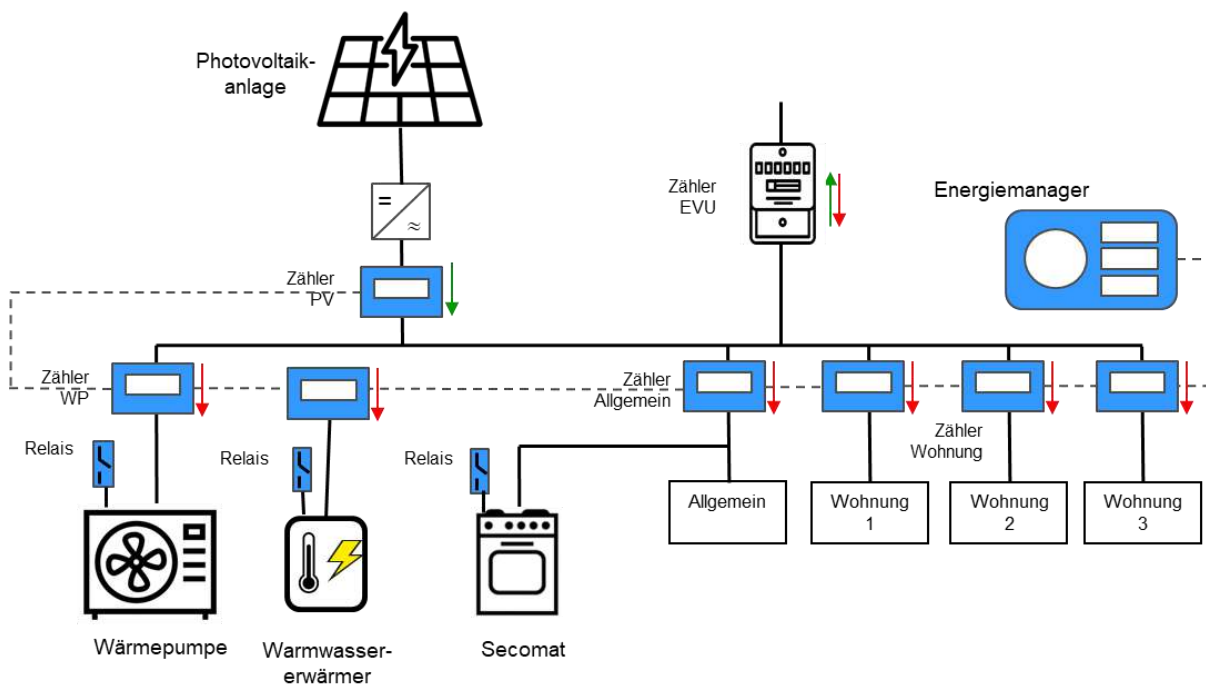 Photovoltaik-
anlage
Zähler
EVU
Energiemanager
=
≈
Zähler
PV
Zähler
WP
Zähler
Allgemein
Zähler
Wohnung
Relais
Relais
Relais
Allgemein
Wohnung
1
Wohnung
2
Wohnung
3
Wärmepumpe
Warmwasser-
erwärmer
Secomat